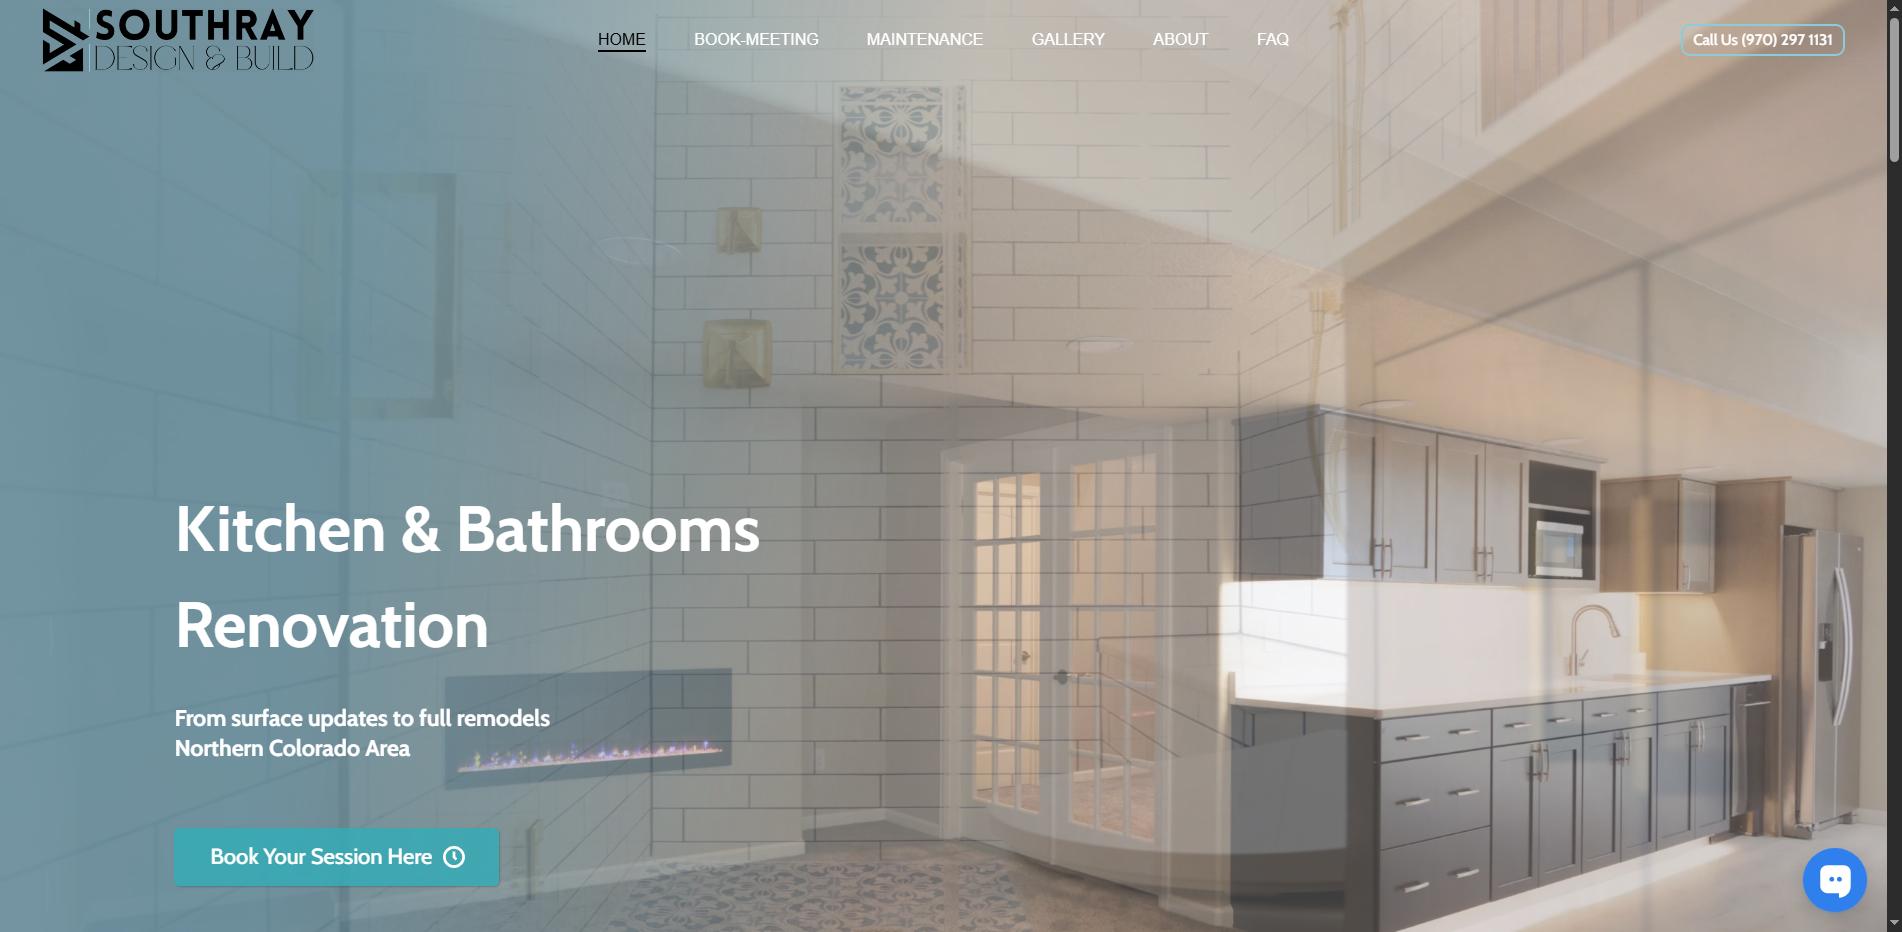 SOUTHRAY
DESIGN & BUILD
HOME
BOOK-MEETING
MAINTENANCE
GALLERY
ABOUT
FAQ
Call Us (970) 297 1131
Kitchen & Bathrooms
Renovation
From surface updates to full remodels
Northern Colorado Area
Book Your Session Here